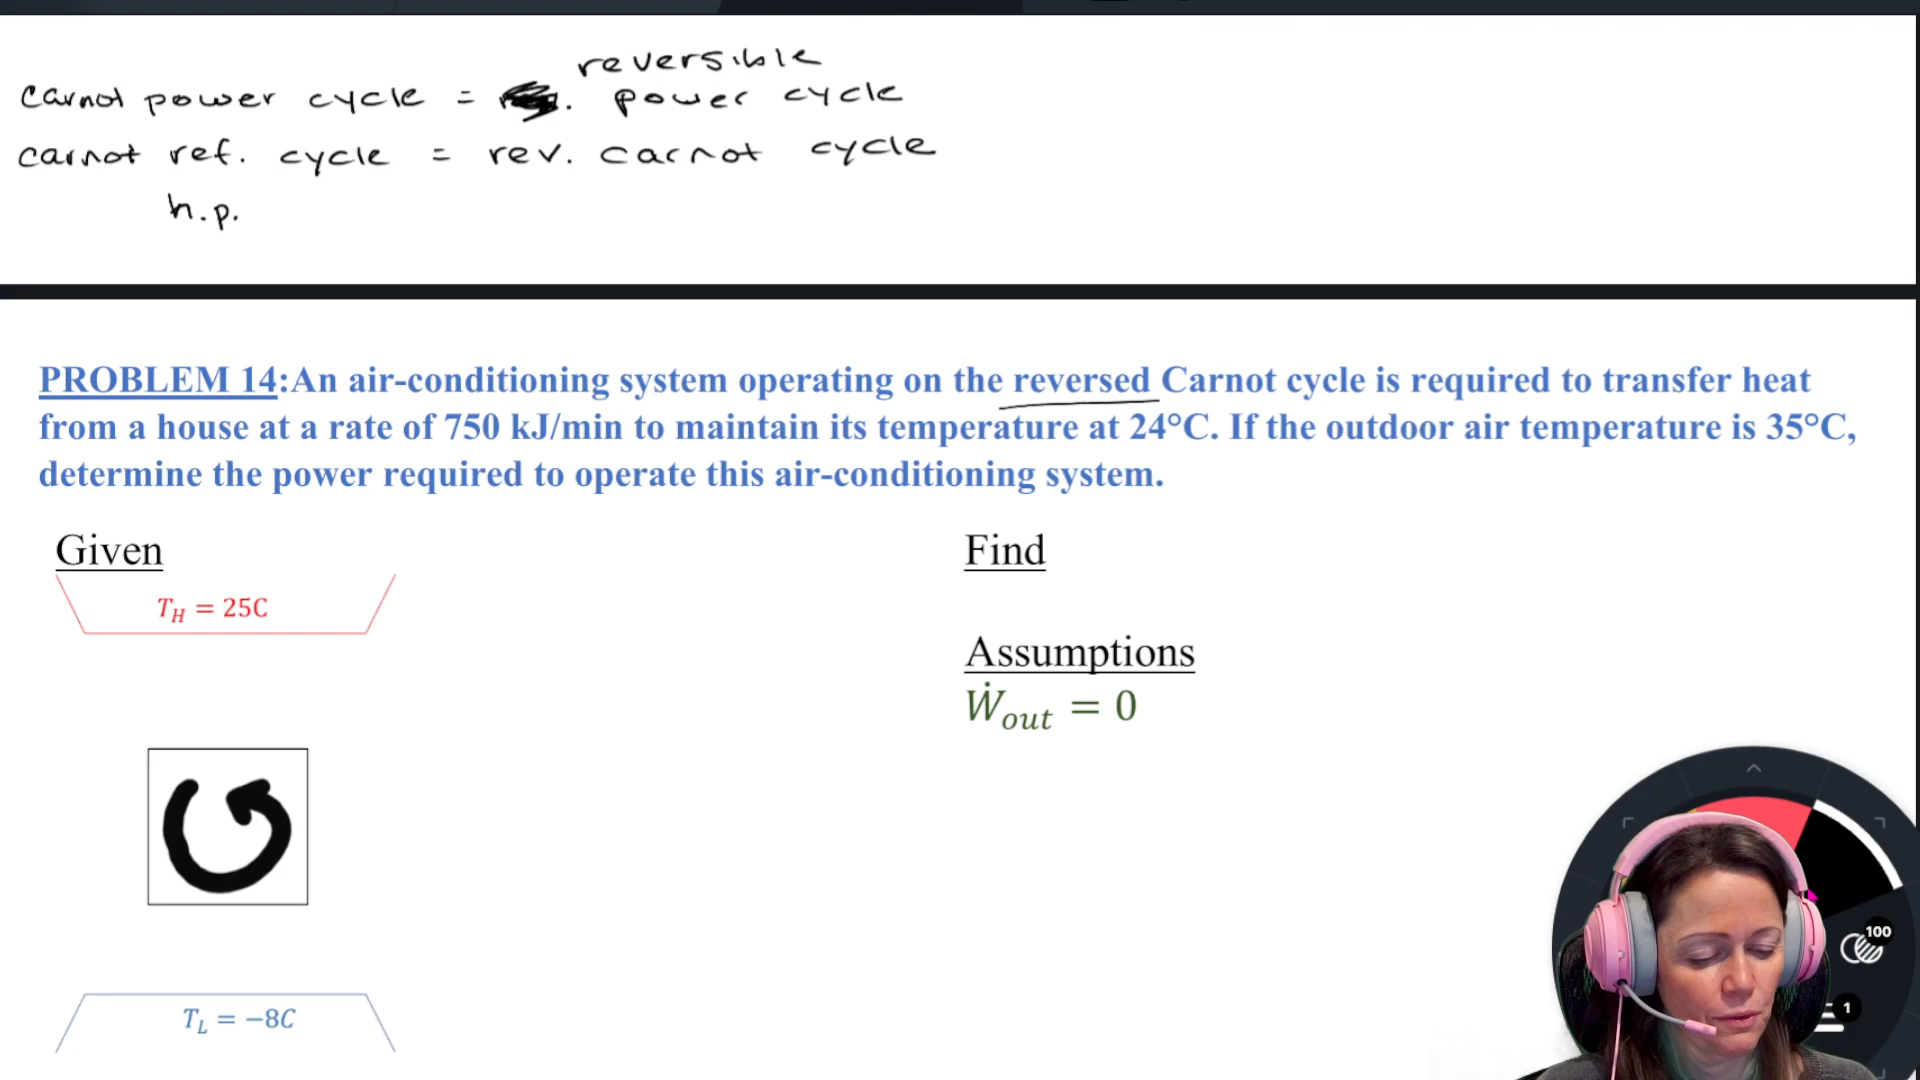 reversible
carnot power cycle = power cycle
carnot ref. cycle = rev. carnot cycle
h.p.
PROBLEM 14:An air-conditioning system operating on the reversed Carnot cycle is required to transfer heat
from a house at a rate of 750 kJ/min to maintain its temperature at 24°C. If the outdoor air temperature is 35°C,
determine the power required to operate this air-conditioning system.
Given
Find
T_H = 25C
Assumptions
Ẇ_out = 0
T_L = −8C
100
1